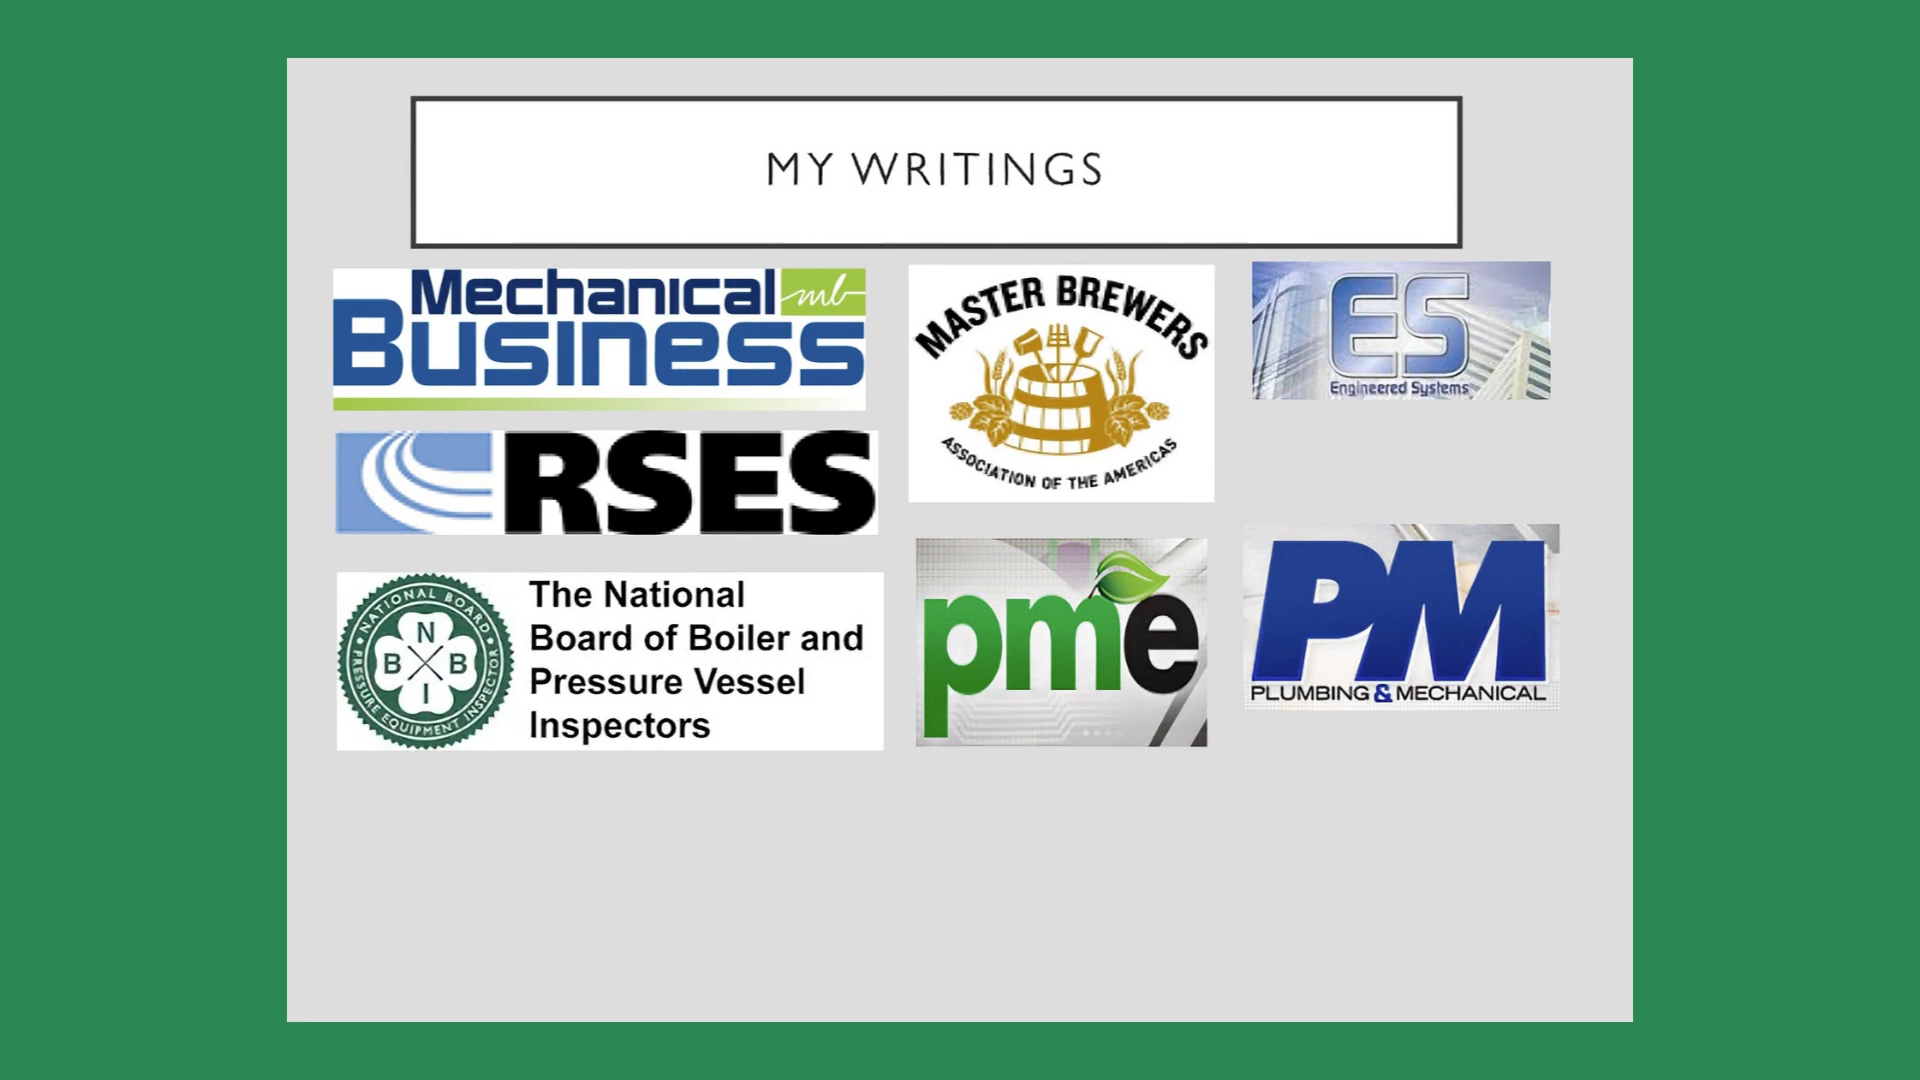 MY WRITINGS
Mechanical mb
Business
MASTER BREWERS
ASSOCIATION OF THE AMERICAS
ES
Engineered Systems
RSES
NATIONAL BOARD
PRESSURE EQUIPMENT INSPECTOR
N
B B
I
The National
Board of Boiler and
Pressure Vessel
Inspectors
pme
PM
PLUMBING & MECHANICAL